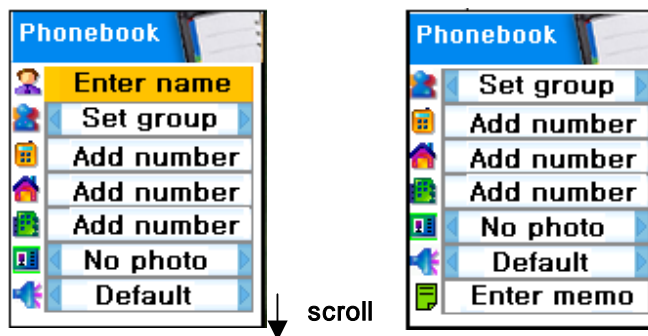 Phonebook
Enter name
Set group
Add number
Add number
Add number
No photo
Default
scroll
Phonebook
Set group
Add number
Add number
Add number
No photo
Default
Enter memo